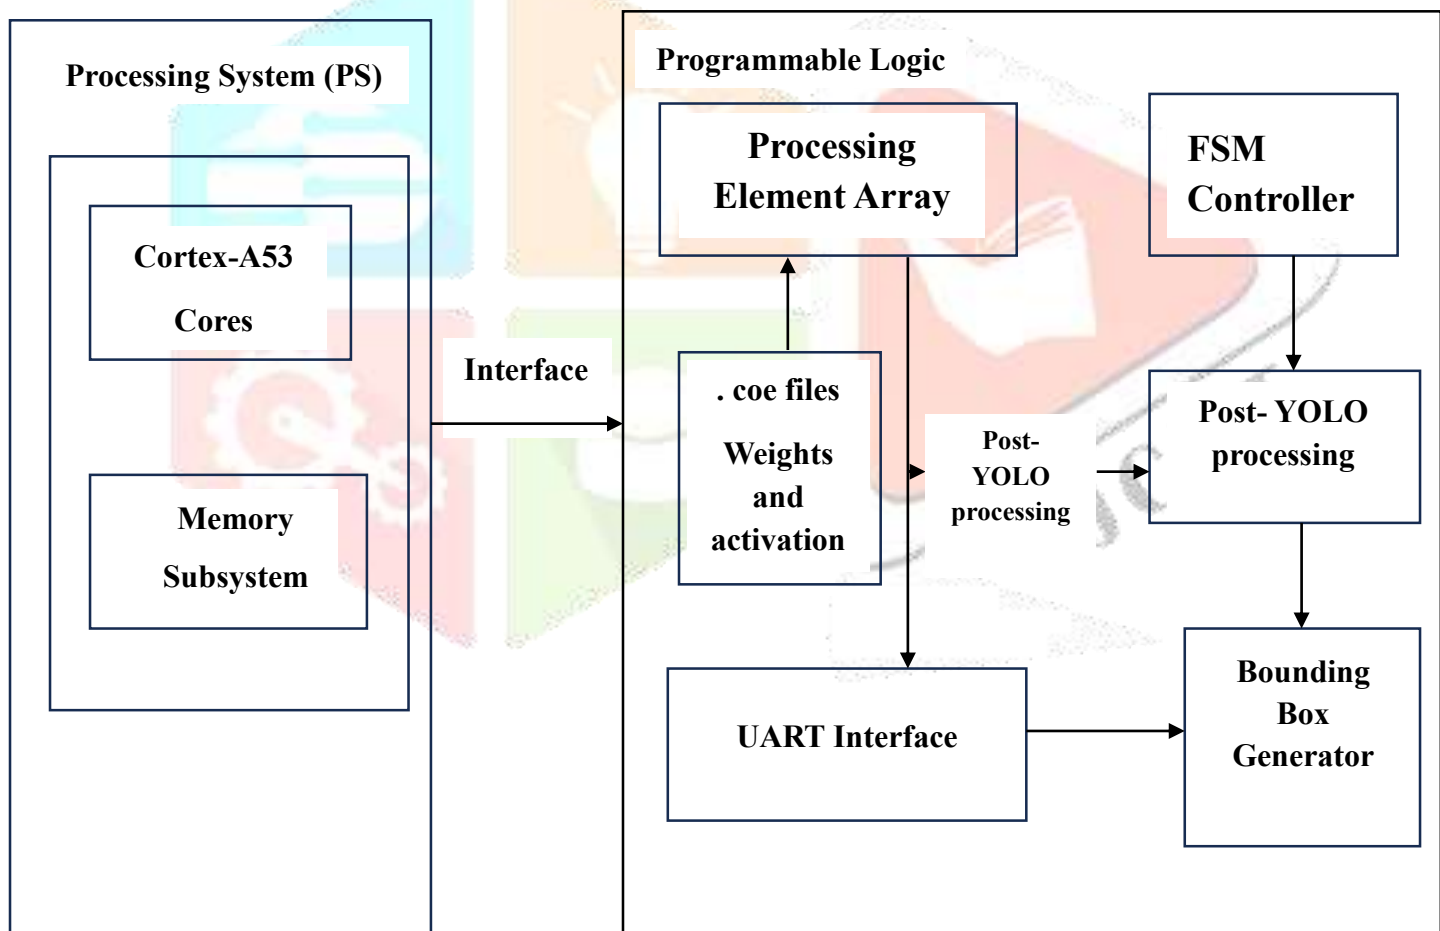 Processing System (PS)
Cortex-A53
Cores
Memory
Subsystem
Interface
Programmable Logic
Processing
Element Array
FSM
Controller
. coe files
Weights
and
activation
Post-
YOLO
processing
Post- YOLO
processing
UART Interface
Bounding
Box
Generator